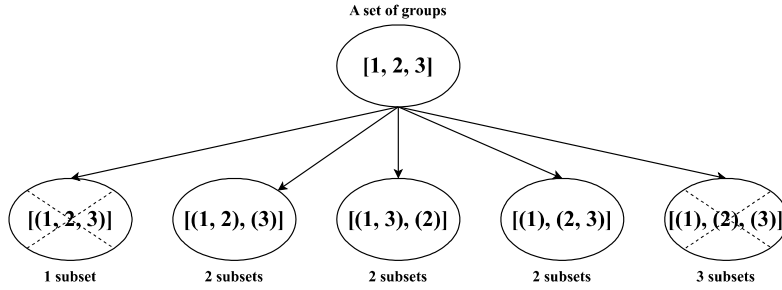 A set of groups
[1, 2, 3]
[(1, 2, 3)]
[(1, 2), (3)]
[(1, 3), (2)]
[(1), (2, 3)]
[(1), (2), (3)]
1 subset
2 subsets
2 subsets
2 subsets
3 subsets